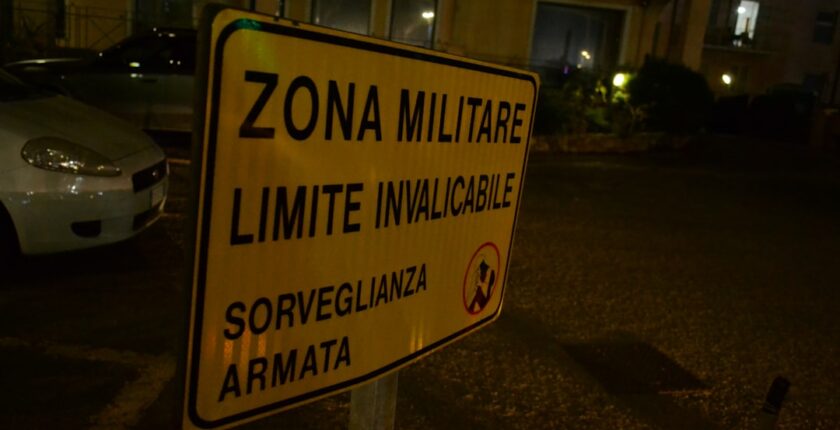 ZONA MILITARE
LIMITE INVALICABILE
SORVEGLIANZA
ARMATA